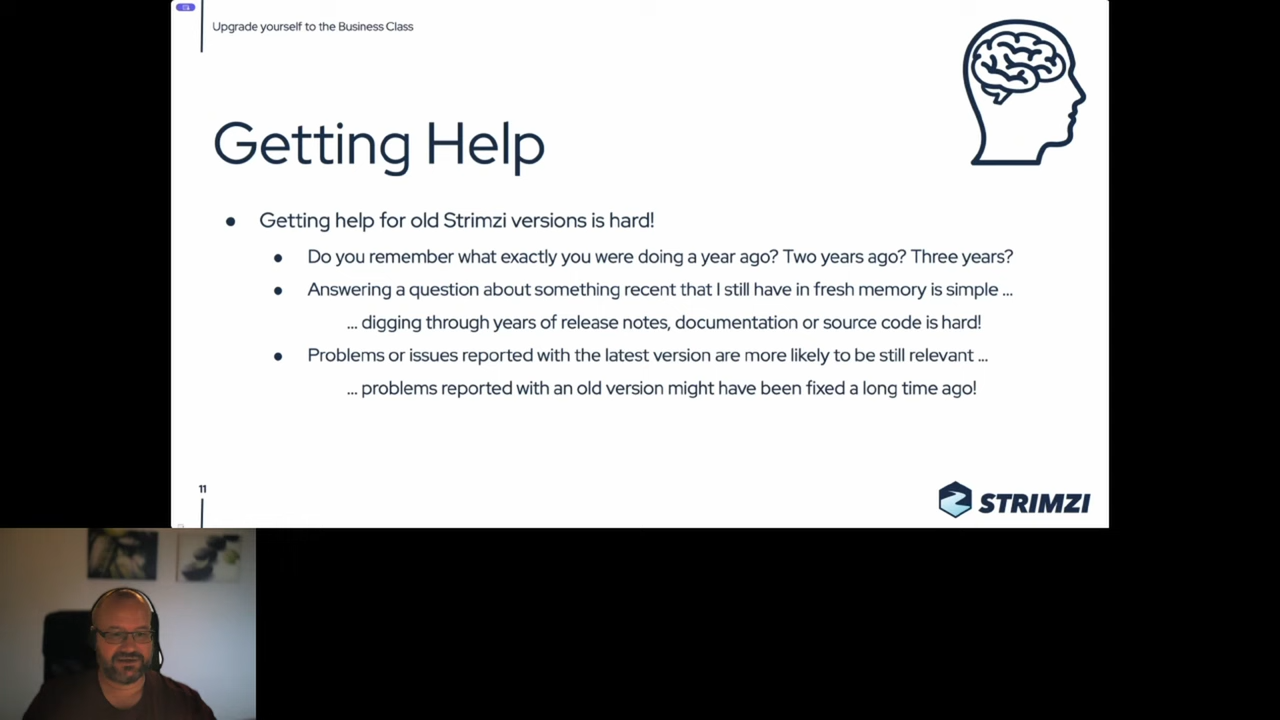 Upgrade yourself to the Business Class
Getting Help
● Getting help for old Strimzi versions is hard!
● Do you remember what exactly you were doing a year ago? Two years ago? Three years?
● Answering a question about something recent that I still have in fresh memory is simple ...
... digging through years of release notes, documentation or source code is hard!
● Problems or issues reported with the latest version are more likely to be still relevant ...
... problems reported with an old version might have been fixed a long time ago!
11
STRIMZI